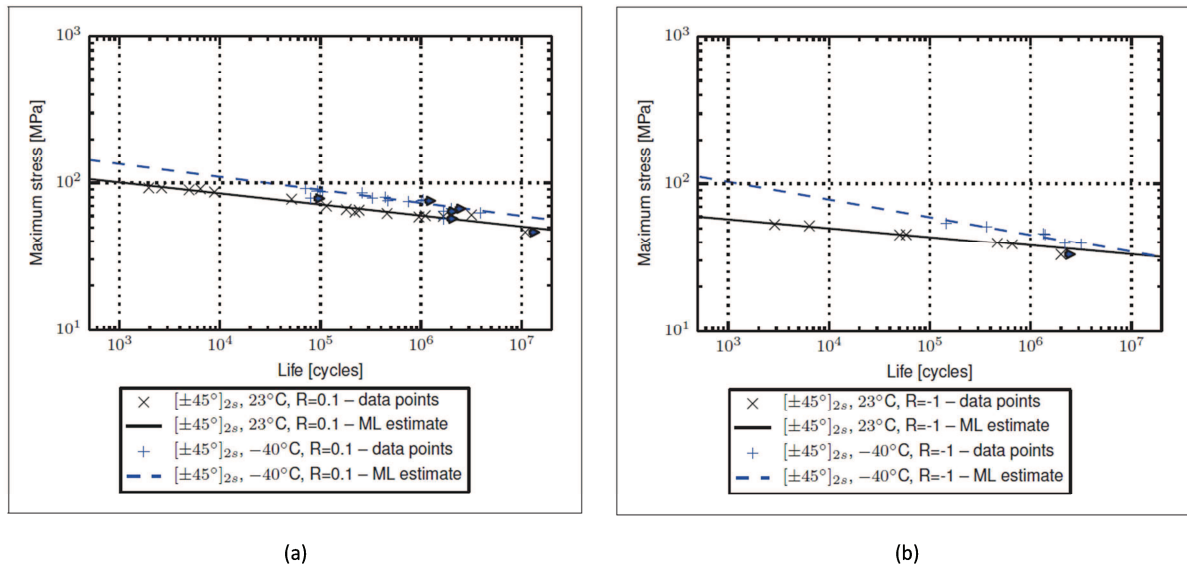 10³
10²
10¹
Maximum stress [MPa]
10³ 10⁴ 10⁵ 10⁶ 10⁷
Life [cycles]
[±45°]₂ₛ, 23°C, R=0.1 – data points
[±45°]₂ₛ, 23°C, R=0.1 – ML estimate
[±45°]₂ₛ, −40°C, R=0.1 – data points
[±45°]₂ₛ, −40°C, R=0.1 – ML estimate
(a)
10³
10²
10¹
Maximum stress [MPa]
10³ 10⁴ 10⁵ 10⁶ 10⁷
Life [cycles]
[±45°]₂ₛ, 23°C, R=-1 – data points
[±45°]₂ₛ, 23°C, R=-1 – ML estimate
[±45°]₂ₛ, −40°C, R=-1 – data points
[±45°]₂ₛ, −40°C, R=-1 – ML estimate
(b)